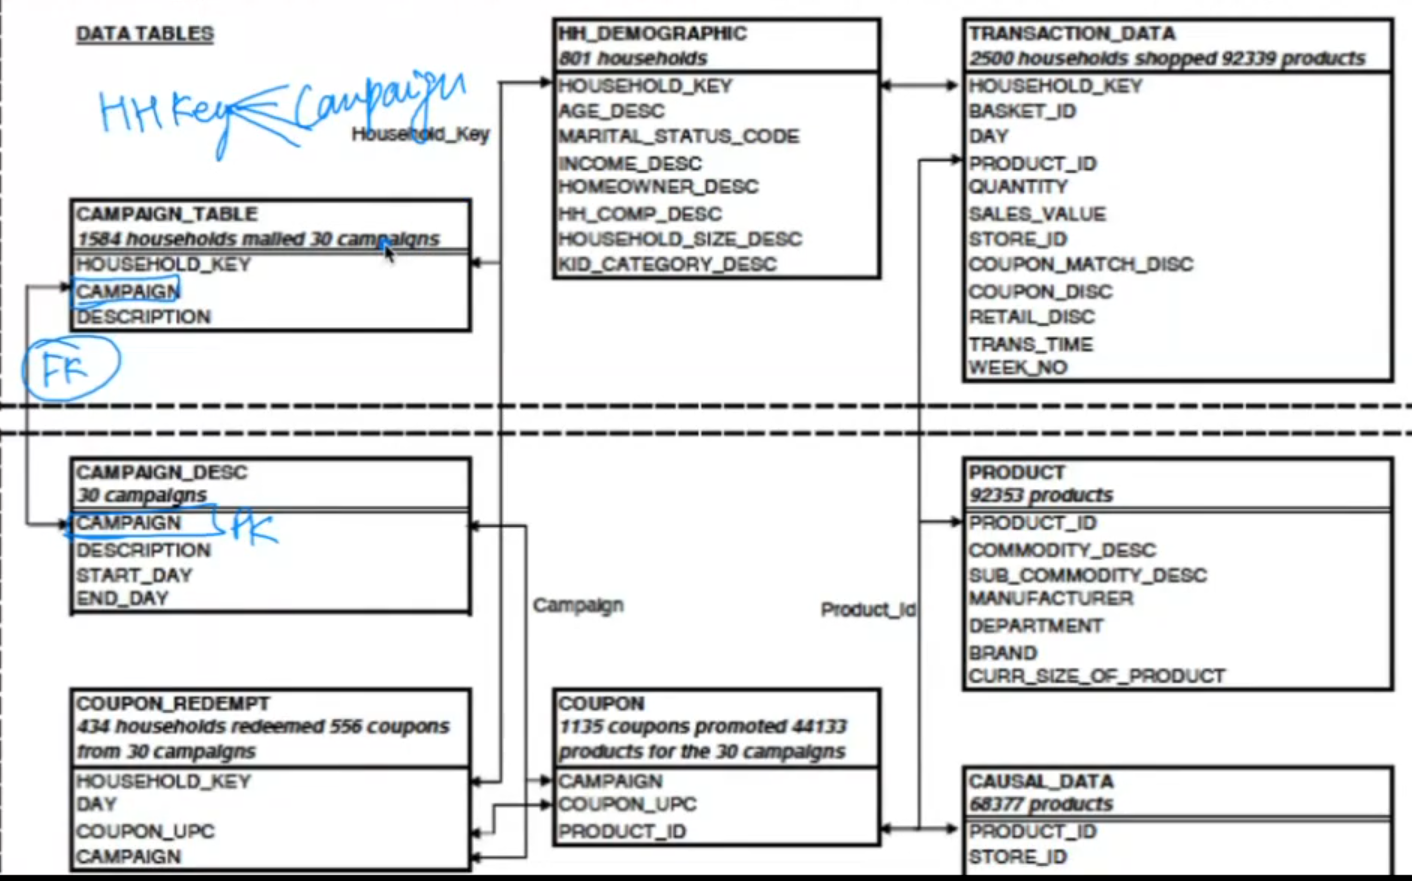 DATA TABLES
HH Key Campaign
Household_Key
HH_DEMOGRAPHIC
801 households
HOUSEHOLD_KEY
AGE_DESC
MARITAL_STATUS_CODE
INCOME_DESC
HOMEOWNER_DESC
HH_COMP_DESC
HOUSEHOLD_SIZE_DESC
KID_CATEGORY_DESC
TRANSACTION_DATA
2500 households shopped 92339 products
HOUSEHOLD_KEY
BASKET_ID
DAY
PRODUCT_ID
QUANTITY
SALES_VALUE
STORE_ID
COUPON_MATCH_DISC
COUPON_DISC
RETAIL_DISC
TRANS_TIME
WEEK_NO
CAMPAIGN_TABLE
1584 households mailed 30 campaigns
HOUSEHOLD_KEY
CAMPAIGN
DESCRIPTION
FK
CAMPAIGN_DESC
30 campaigns
CAMPAIGN PK
DESCRIPTION
START_DAY
END_DAY
Campaign
Product_Id
PRODUCT
92353 products
PRODUCT_ID
COMMODITY_DESC
SUB_COMMODITY_DESC
MANUFACTURER
DEPARTMENT
BRAND
CURR_SIZE_OF_PRODUCT
COUPON_REDEMPT
434 households redeemed 556 coupons
from 30 campaigns
HOUSEHOLD_KEY
DAY
COUPON_UPC
CAMPAIGN
COUPON
1135 coupons promoted 44133
products for the 30 campaigns
CAMPAIGN
COUPON_UPC
PRODUCT_ID
CAUSAL_DATA
68377 products
PRODUCT_ID
STORE_ID